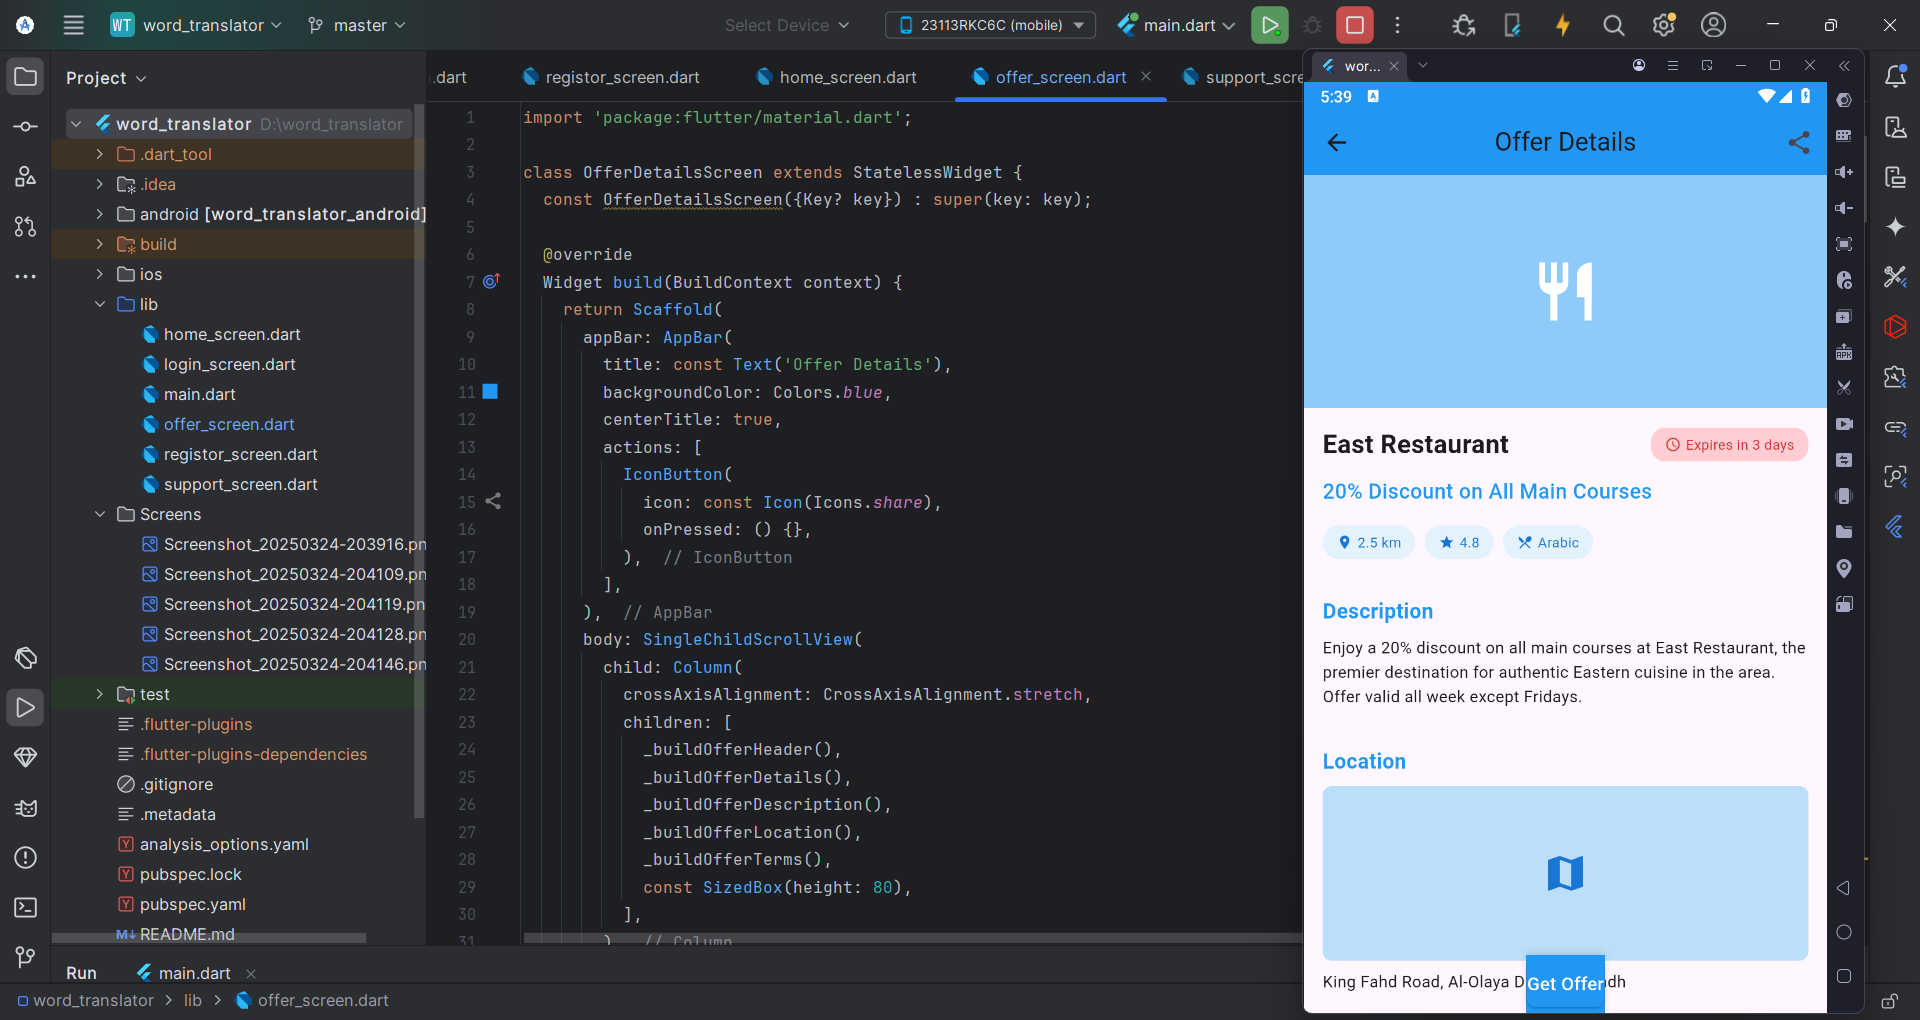 WT word_translator master Select Device 23113RKC6C (mobile) main.dart
Project
word_translator D:\word_translator
.dart_tool
.idea
android [word_translator_android]
build
ios
lib
home_screen.dart
login_screen.dart
main.dart
offer_screen.dart
registor_screen.dart
support_screen.dart
Screens
Screenshot_20250324-203916.pn
Screenshot_20250324-204109.pn
Screenshot_20250324-204119.pn
Screenshot_20250324-204128.pn
Screenshot_20250324-204146.pn
test
.flutter-plugins
.flutter-plugins-dependencies
.gitignore
.metadata
analysis_options.yaml
pubspec.lock
pubspec.yaml
README.md
.dart registor_screen.dart home_screen.dart offer_screen.dart support_scre
1 import 'package:flutter/material.dart';
2
3 class OfferDetailsScreen extends StatelessWidget {
4 const OfferDetailsScreen({Key? key}) : super(key: key);
5
6 @override
7 Widget build(BuildContext context) {
8 return Scaffold(
9 appBar: AppBar(
10 title: const Text('Offer Details'),
11 backgroundColor: Colors.blue,
12 centerTitle: true,
13 actions: [
14 IconButton(
15 icon: const Icon(Icons.share),
16 onPressed: () {},
17 ), // IconButton
18 ],
19 ), // AppBar
20 body: SingleChildScrollView(
21 child: Column(
22 crossAxisAlignment: CrossAxisAlignment.stretch,
23 children: [
24 _buildOfferHeader(),
25 _buildOfferDetails(),
26 _buildOfferDescription(),
27 _buildOfferLocation(),
28 _buildOfferTerms(),
29 const SizedBox(height: 80),
30 ],
31 ), // Column
wor...
5:39
Offer Details
East Restaurant
Expires in 3 days
20% Discount on All Main Courses
2.5 km 4.8 Arabic
Description
Enjoy a 20% discount on all main courses at East Restaurant, the
premier destination for authentic Eastern cuisine in the area.
Offer valid all week except Fridays.
Location
King Fahd Road, Al-Olaya D
Get Offer
dh
Run main.dart
word_translator > lib > offer_screen.dart